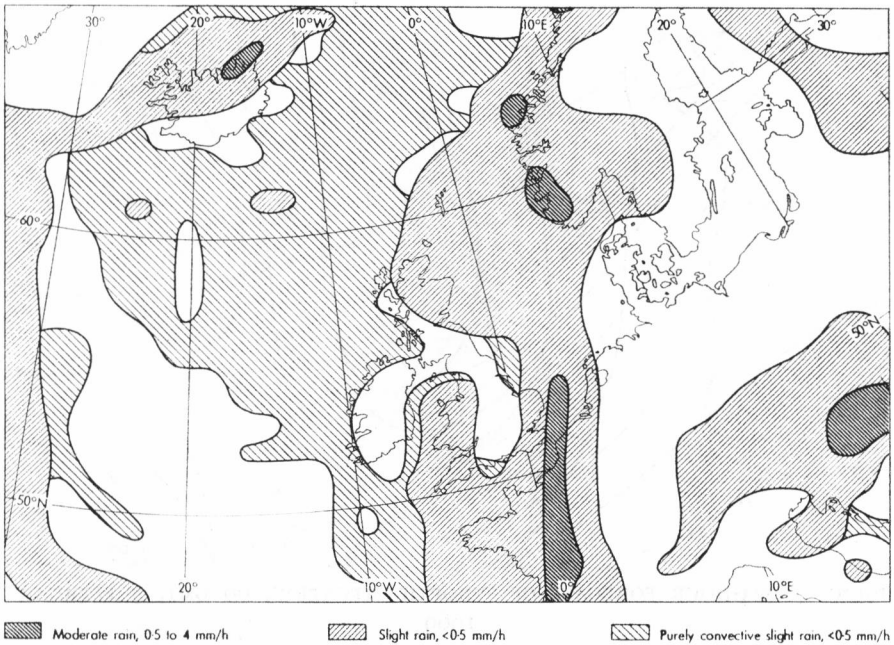 30° 20° 10°W 0° 10°E 20° 30°
60°
50°N
50°N
20° 10°W 0° 10°E
Moderate rain, 0·5 to 4 mm/h Slight rain, <0·5 mm/h Purely convective slight rain, <0·5 mm/h